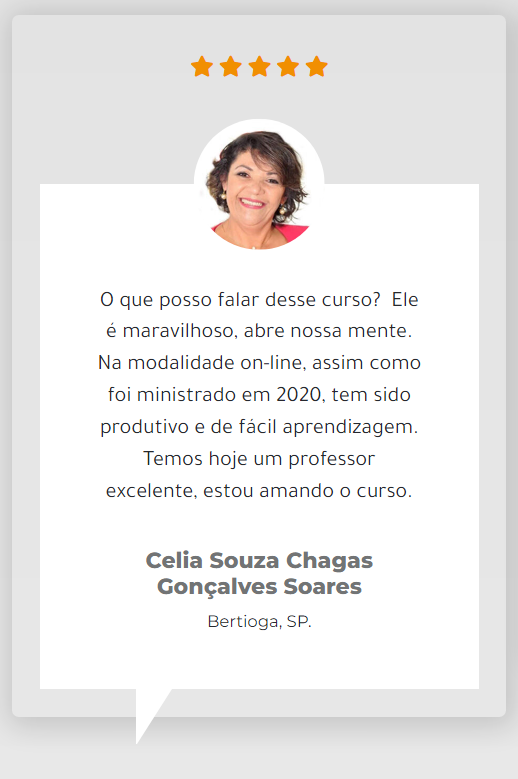 O que posso falar desse curso?  Ele
é maravilhoso, abre nossa mente.
Na modalidade on-line, assim como
foi ministrado em 2020, tem sido
produtivo e de fácil aprendizagem.
Temos hoje um professor
excelente, estou amando o curso.
Celia Souza Chagas
Gonçalves Soares
Bertioga, SP.